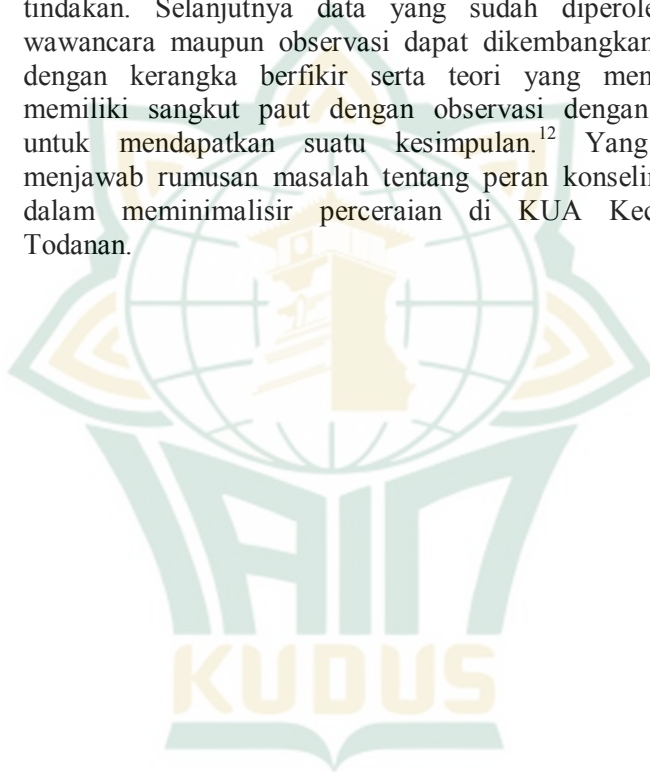 tindakan. Selanjutnya data yang sudah diperole
wawancara maupun observasi dapat dikembangkan
dengan kerangka berfikir serta teori yang men
memiliki sangkut paut dengan observasi dengan
untuk mendapatkan suatu kesimpulan.12 Yang
menjawab rumusan masalah tentang peran konselin
dalam meminimalisir perceraian di KUA Kec
Todanan.
IAIN
KUDUS